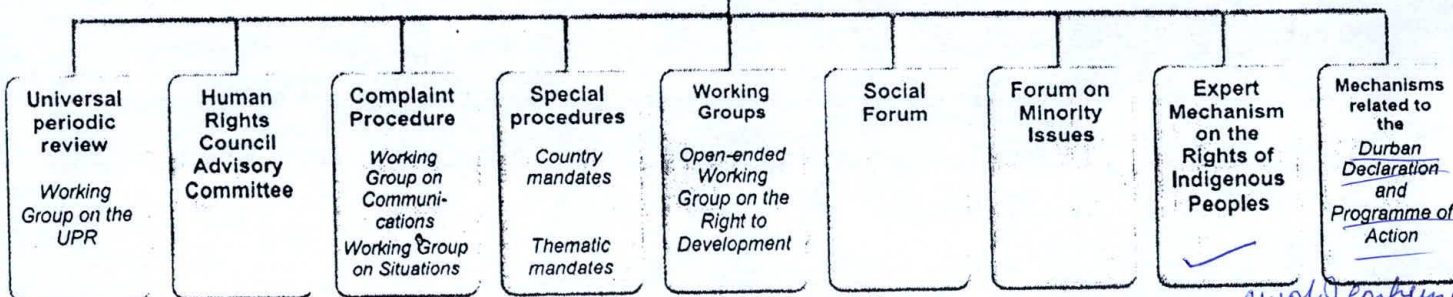 Universal
periodic
review
Working
Group on the
UPR
Human
Rights
Council
Advisory
Committee
Complaint
Procedure
Working
Group on
Communi-
cations
Working Group
on Situations
Special
procedures
Country
mandates
Thematic
mandates
Working
Groups
Open-ended
Working
Group on the
Right to
Development
Social
Forum
Forum on
Minority
Issues
Expert
Mechanism
on the
Rights of
Indigenous
Peoples
Mechanisms
related to
the
Durban
Declaration
and
Programme of
Action